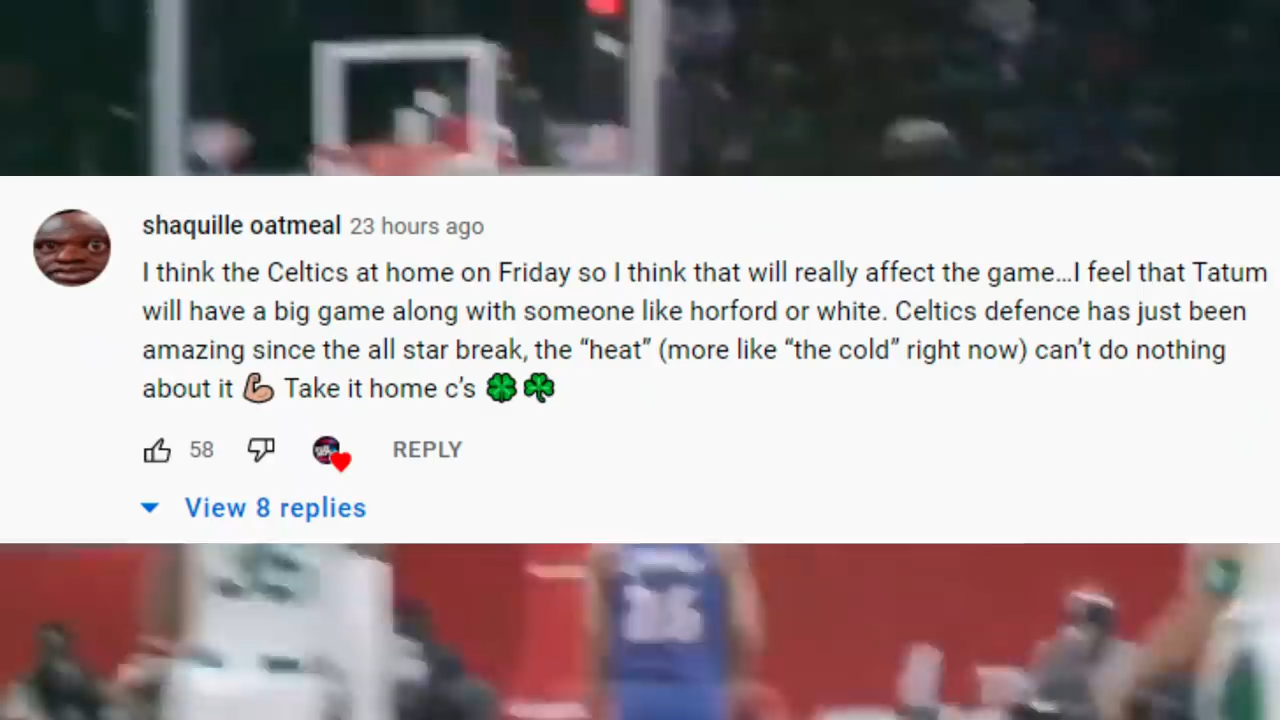 shaquille oatmeal 23 hours ago
I think the Celtics at home on Friday so I think that will really affect the game…I feel that Tatum
will have a big game along with someone like horford or white. Celtics defence has just been
amazing since the all star break, the “heat” (more like “the cold” right now) can’t do nothing
about it 💪🏼 Take it home c’s 🍀☘️
58 REPLY
View 8 replies